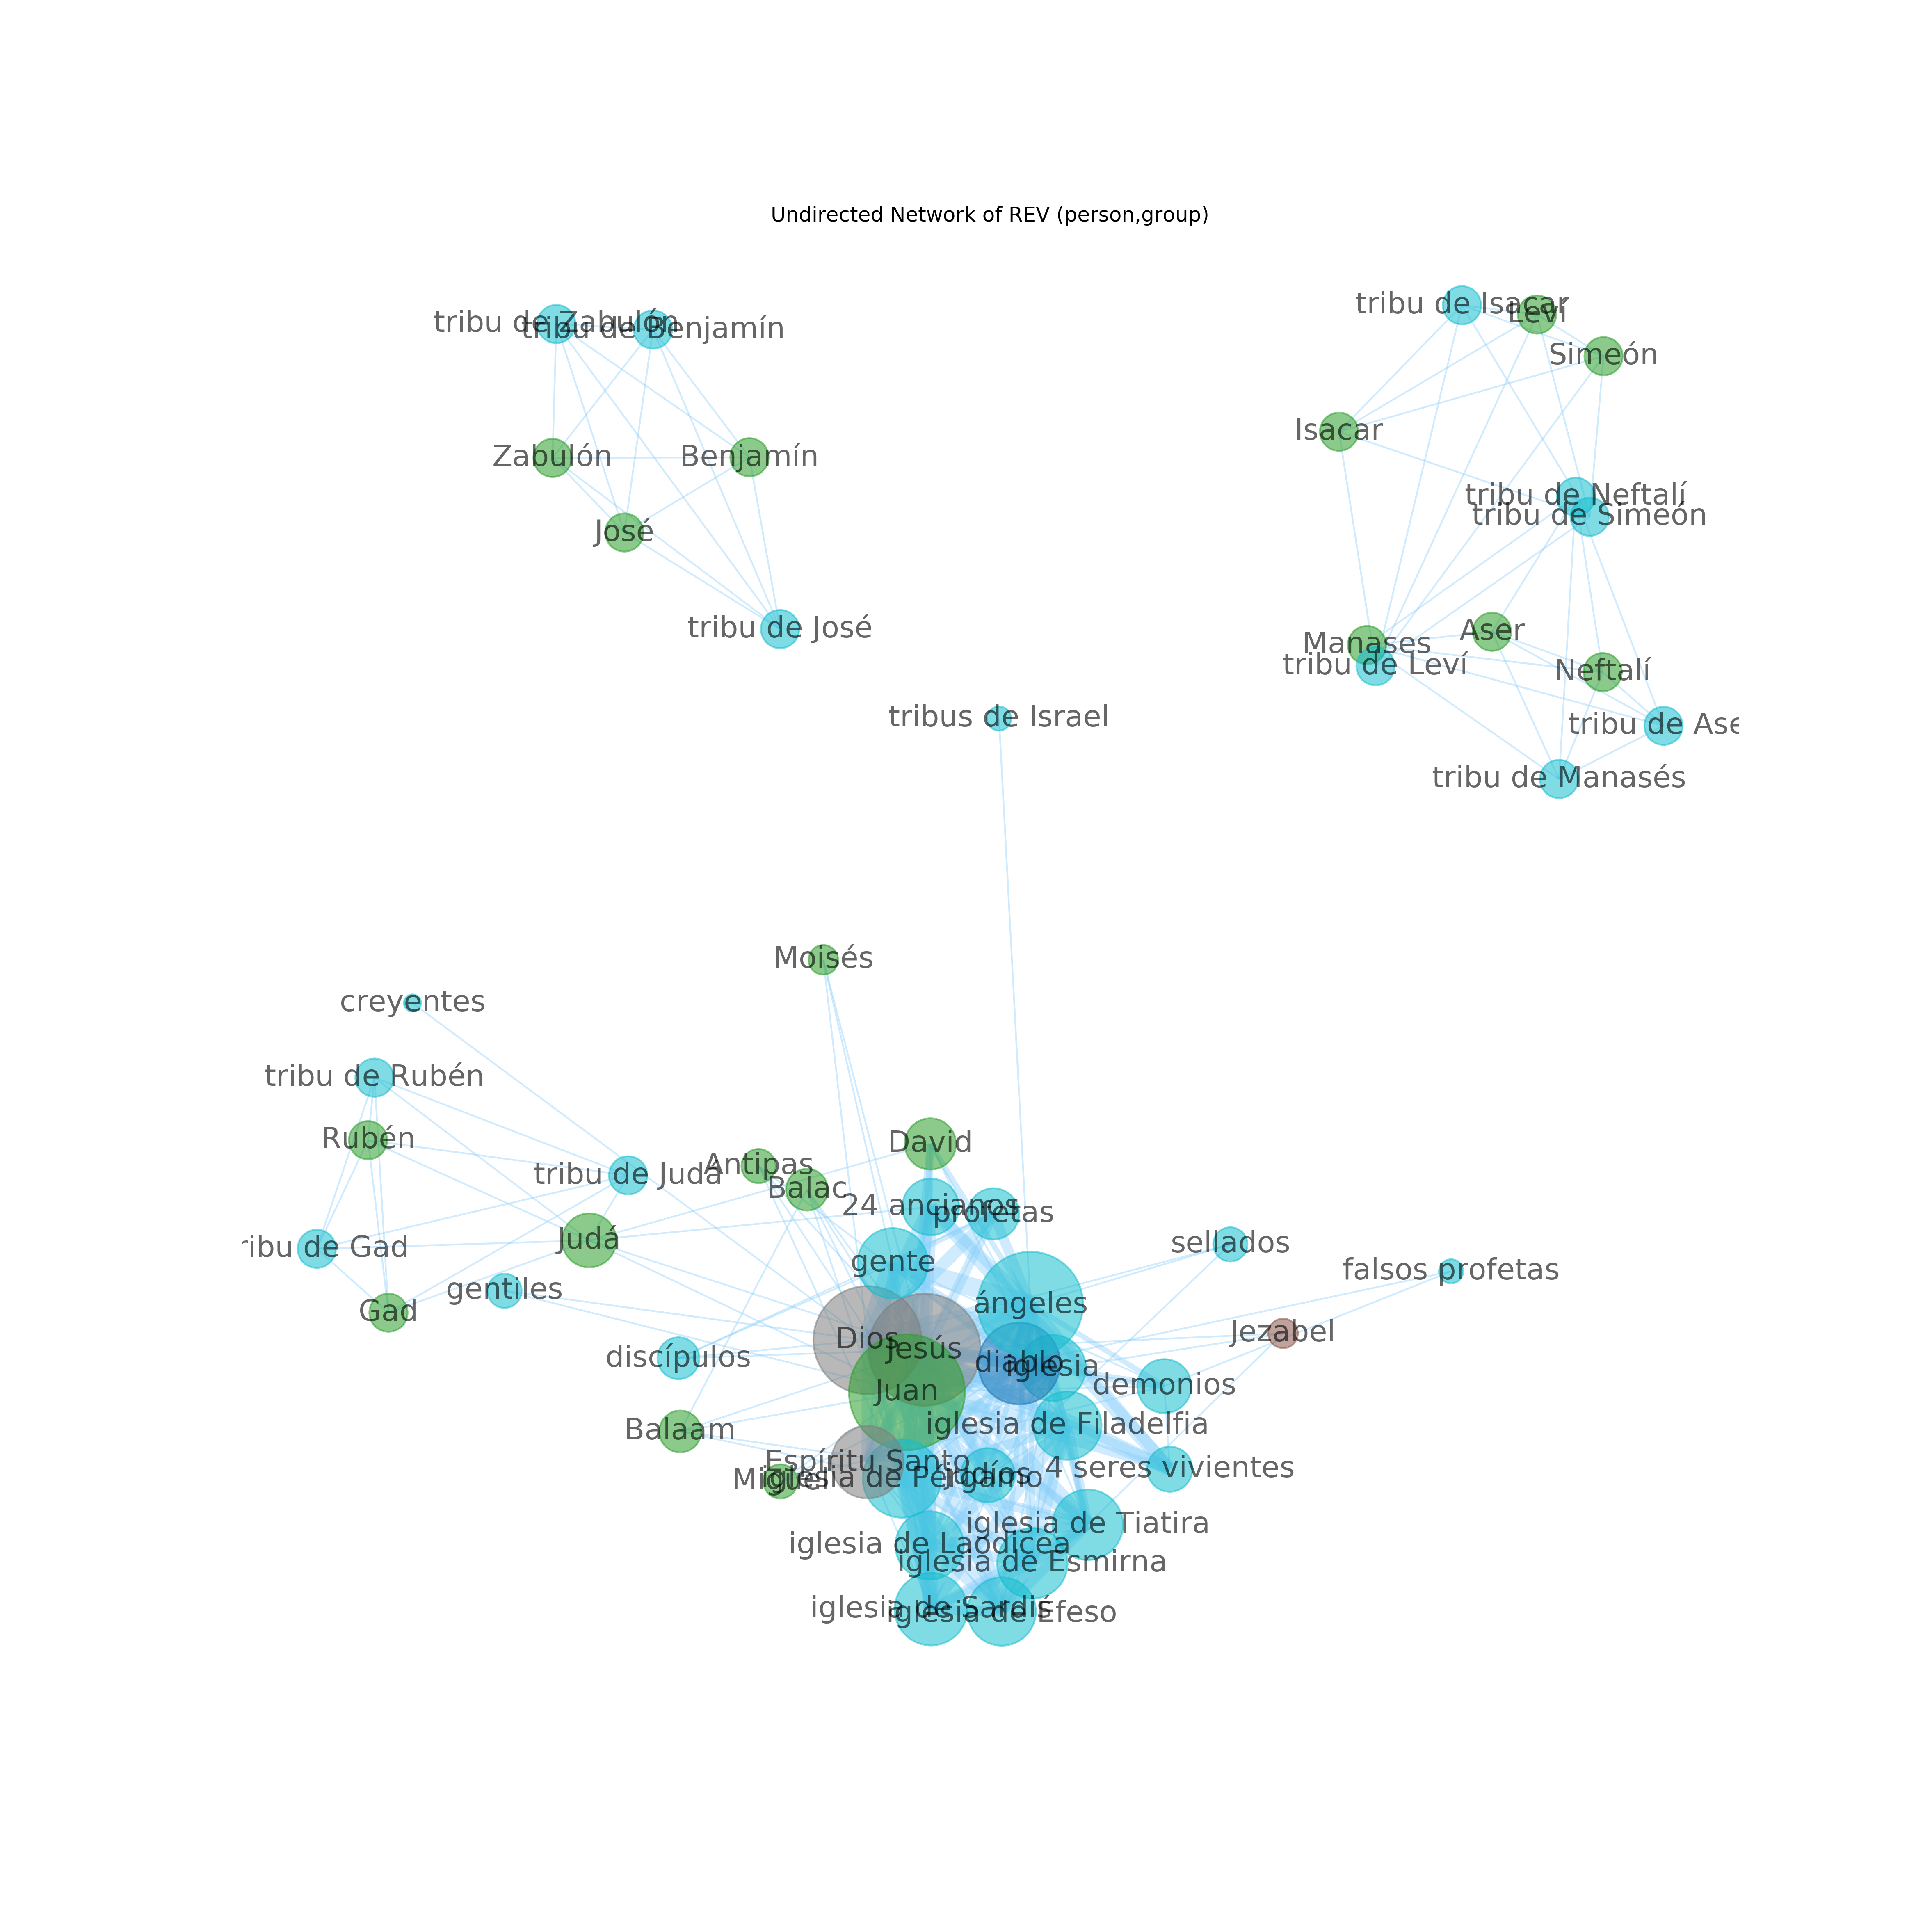 Undirected Network of REV (person,group)
tribu de Zabulón
tribu de Benjamín
Zabulón
Benjamín
José
tribu de José
tribu de Isacar
Leví
Simeón
Isacar
tribu de Neftalí
tribu de Simeón
Manases
Aser
tribu de Leví
Neftalí
tribu de Ase
tribu de Manasés
tribus de Israel
Moisés
creyentes
tribu de Rubén
Rubén
tribu de Judá
Antipas
Balac
David
24 ancianos
profetas
ribu de Gad
Judá
gente
sellados
falsos profetas
gentiles
Gad
ángeles
Dios
Jesús
diablo
iglesia
Jezabel
discípulos
Juan
demonios
Balaam
iglesia de Filadelfia
Espíritu Santo
Miguel
iglesia de Pérgamo
judíos
4 seres vivientes
iglesia de Tiatira
iglesia de Laodicea
iglesia de Esmirna
iglesia de Sardis
iglesia de Éfeso